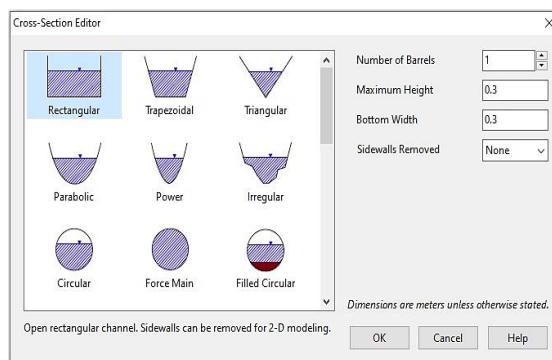 Cross-Section Editor
Rectangular Trapezoidal Triangular
Parabolic Power Irregular
Circular Force Main Filled Circular
Number of Barrels 1
Maximum Height 0.3
Bottom Width 0.3
Sidewalls Removed None
Dimensions are meters unless otherwise stated.
Open rectangular channel. Sidewalls can be removed for 2-D modeling.
OK Cancel Help